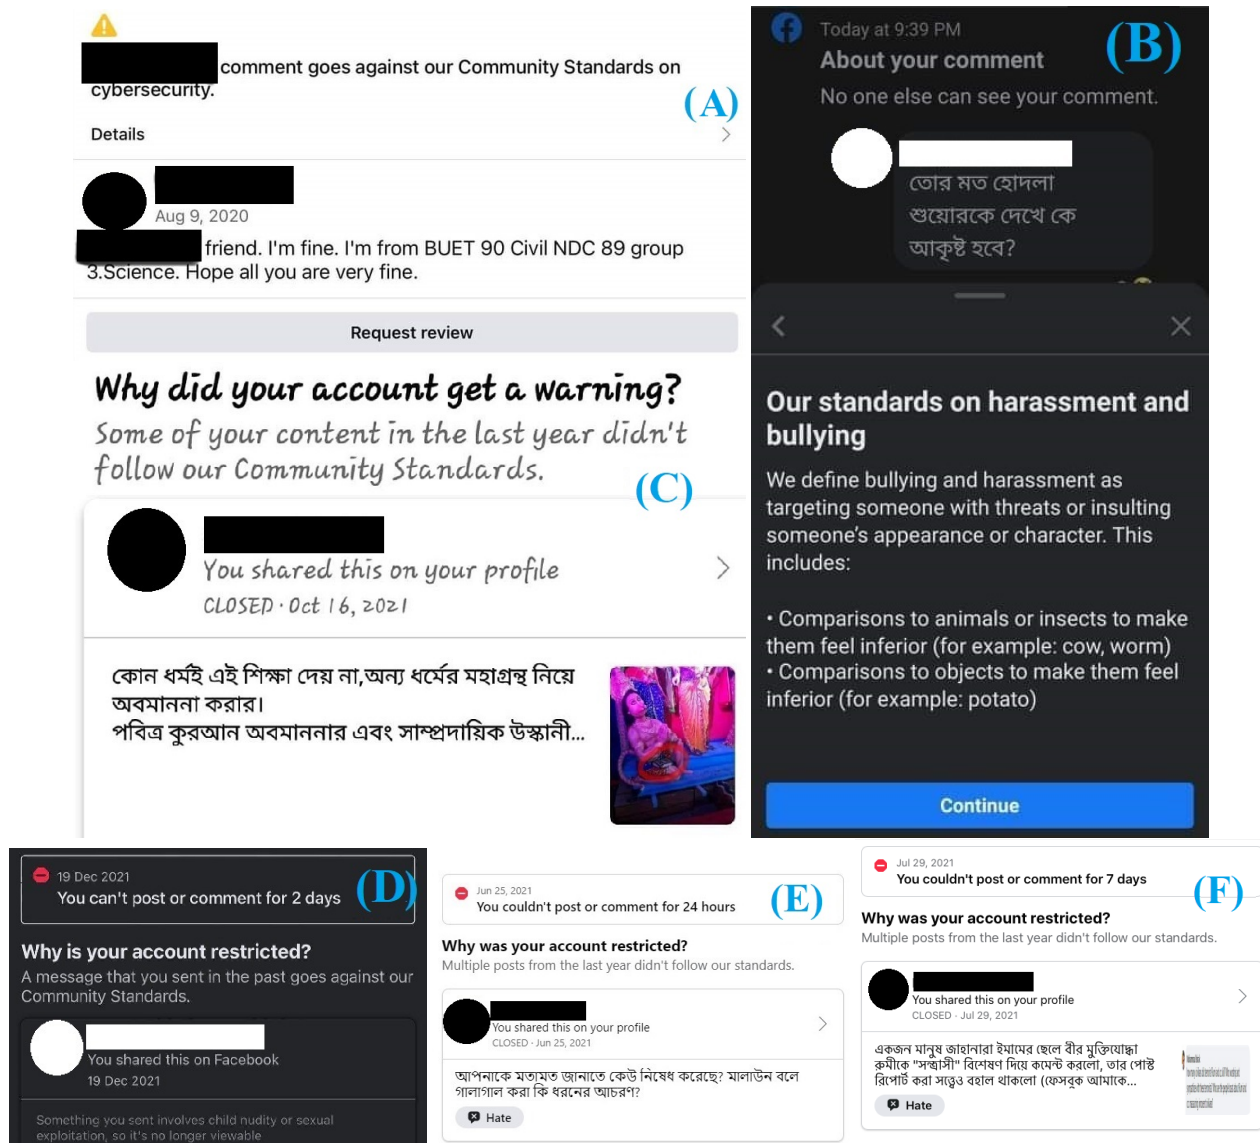 comment goes against our Community Standards on
cybersecurity.
(A)
Details
Aug 9, 2020
friend. I'm fine. I'm from BUET 90 Civil NDC 89 group
3.Science. Hope all you are very fine.
Request review
Why did your account get a warning?
Some of your content in the last year didn't
follow our Community Standards.
(C)
You shared this on your profile
CLOSED · Oct 16, 2021
কোন ধর্মই এই শিক্ষা দেয় না,অন্য ধর্মের মহাগ্রন্থ নিয়ে
অবমাননা করার।
পবিত্র কুরআন অবমাননার এবং সাম্প্রদায়িক উস্কানী...
Today at 9:39 PM
(B)
About your comment
No one else can see your comment.
তোর মত হোদলা
শুয়োরকে দেখে কে
আকৃষ্ট হবে?
Our standards on harassment and
bullying
We define bullying and harassment as
targeting someone with threats or insulting
someone's appearance or character. This
includes:
• Comparisons to animals or insects to make
them feel inferior (for example: cow, worm)
• Comparisons to objects to make them feel
inferior (for example: potato)
Continue
19 Dec 2021
You can't post or comment for 2 days
(D)
Why is your account restricted?
A message that you sent in the past goes against our
Community Standards.
You shared this on Facebook
19 Dec 2021
Something you sent involves child nudity or sexual
exploitation, so it's no longer viewable
Jun 25, 2021
You couldn't post or comment for 24 hours
(E)
Why was your account restricted?
Multiple posts from the last year didn't follow our standards.
You shared this on your profile
CLOSED · Jun 25, 2021
আপনাকে মতামত জানাতে কেউ নিষেধ করেছে? মালাউন বলে
গালাগাল করা কি ধরনের আচরণ?
Hate
Jul 29, 2021
You couldn't post or comment for 7 days
(F)
Why was your account restricted?
Multiple posts from the last year didn't follow our standards.
You shared this on your profile
CLOSED · Jul 29, 2021
একজন মানুষ জাহানারা ইমামের ছেলে বীর মুক্তিযোদ্ধা
রুমীকে "সন্ত্রাসী" বিশেষণ দিয়ে কমেন্ট করলো, তার পোস্ট
রিপোর্ট করা সত্ত্বেও বহাল থাকলো (ফেসবুক আমাকে...
Hate